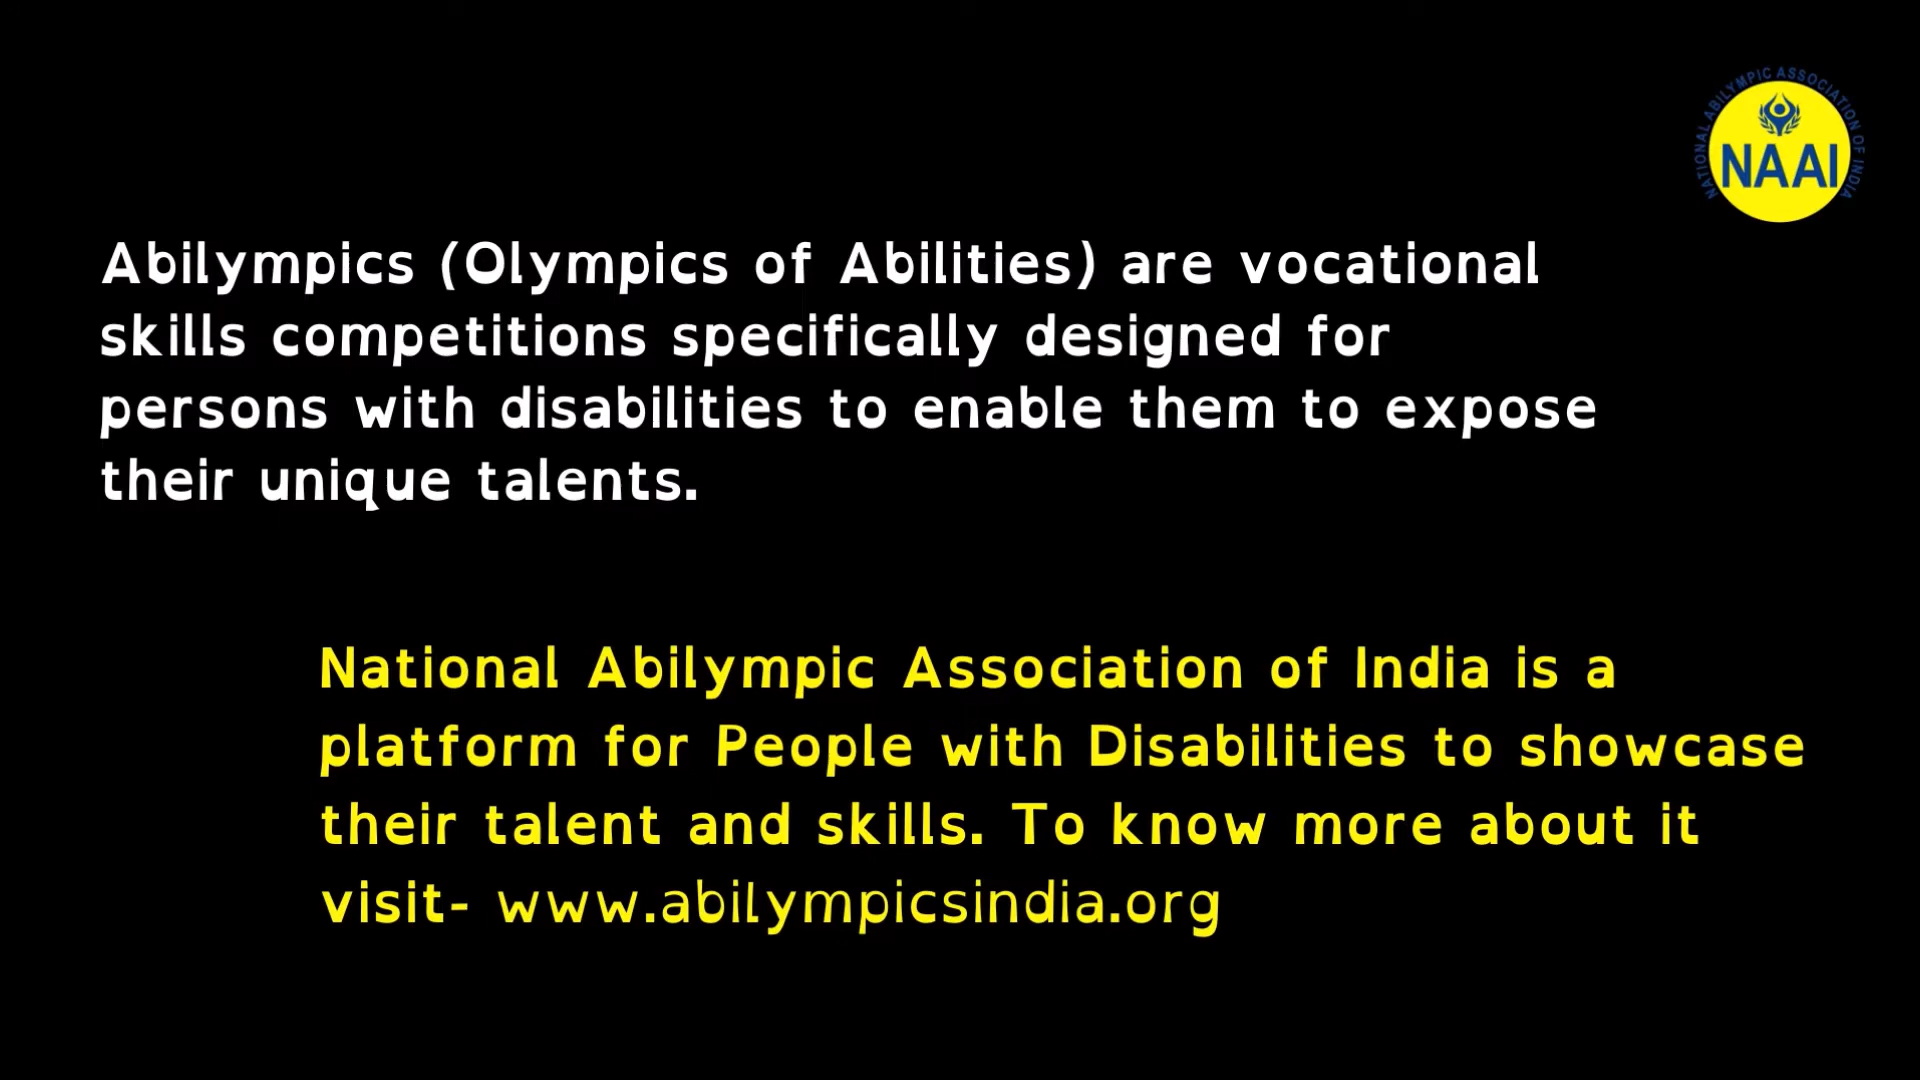 NATIONAL ABILYMPIC ASSOCIATION OF INDIA
NAAI
Abilympics (Olympics of Abilities) are vocational
skills competitions specifically designed for
persons with disabilities to enable them to expose
their unique talents.
National Abilympic Association of India is a
platform for People with Disabilities to showcase
their talent and skills. To know more about it
visit- www.abilympicsindia.org